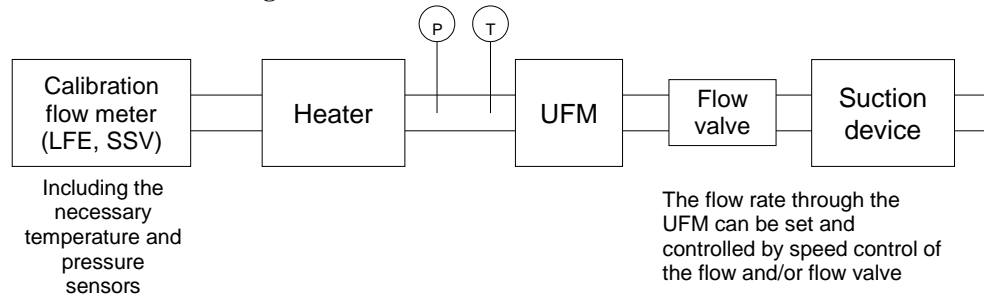 P
T
Calibration
flow meter
(LFE, SSV)
Heater
UFM
Flow
valve
Suction
device
Including the
necessary
temperature and
pressure
sensors
The flow rate through the
UFM can be set and
controlled by speed control of
the flow and/or flow valve